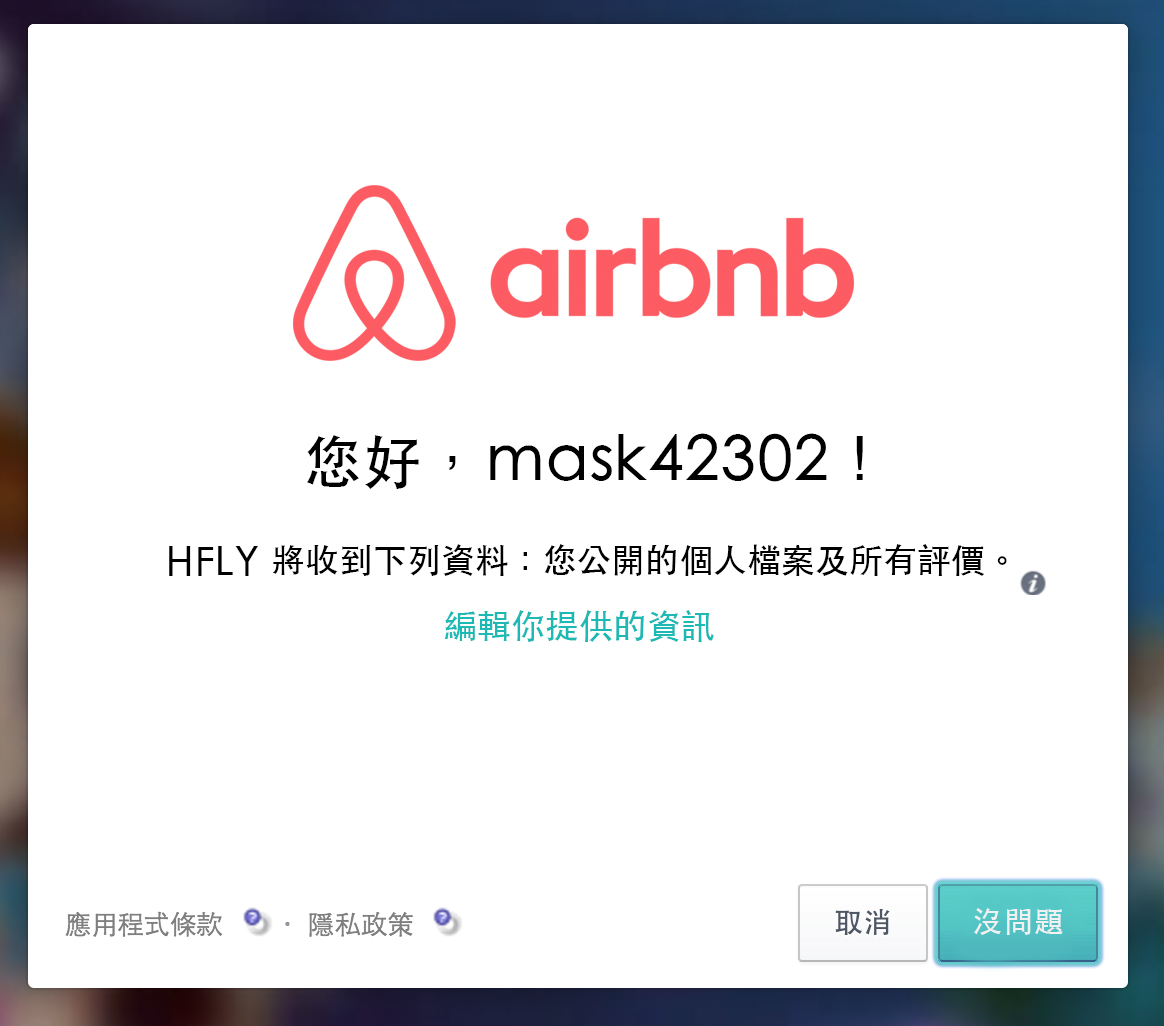 airbnb
您好，mask42302！
HFLY 將收到下列資料：您公開的個人檔案及所有評價。
編輯你提供的資訊
應用程式條款 · 隱私政策
取消
沒問題